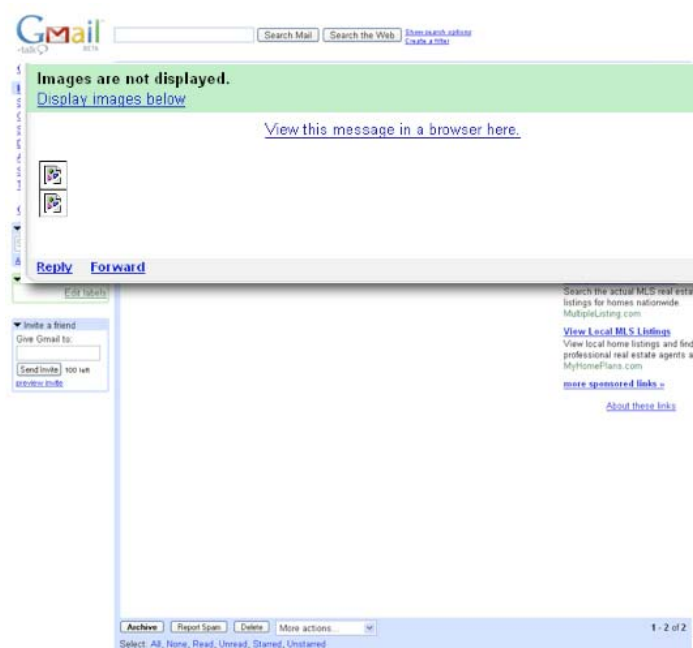 Gmail
-talk
BETA
Search Mail
Search the Web
Show search options
Create a filter
Images are not displayed.
Display images below
View this message in a browser here.
Reply Forward
Edit labels
Invite a friend
Give Gmail to:
Send Invite 100 left
preview invite
Search the actual MLS real esta
listings for homes nationwide.
MultipleListing.com
View Local MLS Listings
View local home listings and find
professional real estate agents a
MyHomePlans.com
more sponsored links »
About these links
Archive Report Spam Delete More actions... 1 - 2 of 2
Select: All, None, Read, Unread, Starred, Unstarred